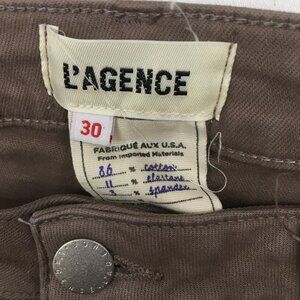 L'AGENCE
30
FABRIQUÉ AUX U.S.A.
From Imported Materials
86 % cotton
11 % elastane
3 % spandex